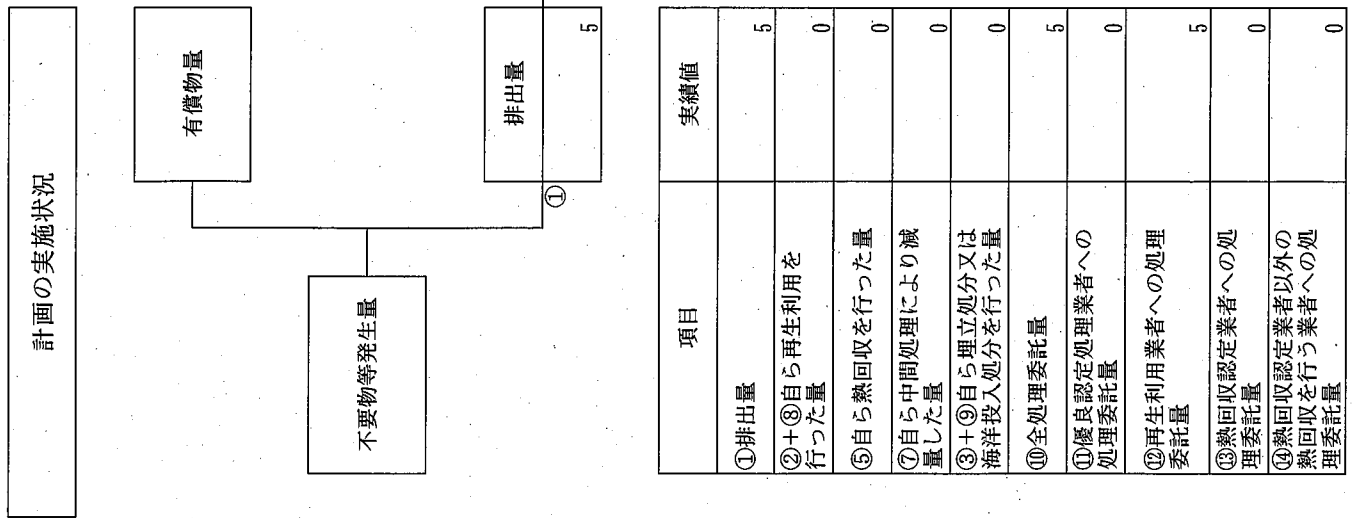 計画の実施状況
有償物量
不要物等発生量
①
排出量
5
項目
実績値
①排出量
5
②+⑧自ら再生利用を
行った量
0
⑤自ら熱回収を行った量
0
⑦自ら中間処理により減
量した量
0
③+⑨自ら埋立処分又は
海洋投入処分を行った量
0
⑩全処理委託量
5
⑪優良認定処理業者への
処理委託量
0
⑫再生利用業者への処理
委託量
5
⑬熱回収認定業者への処
理委託量
0
⑭熱回収認定業者以外の
熱回収を行う業者への処
理委託量
0